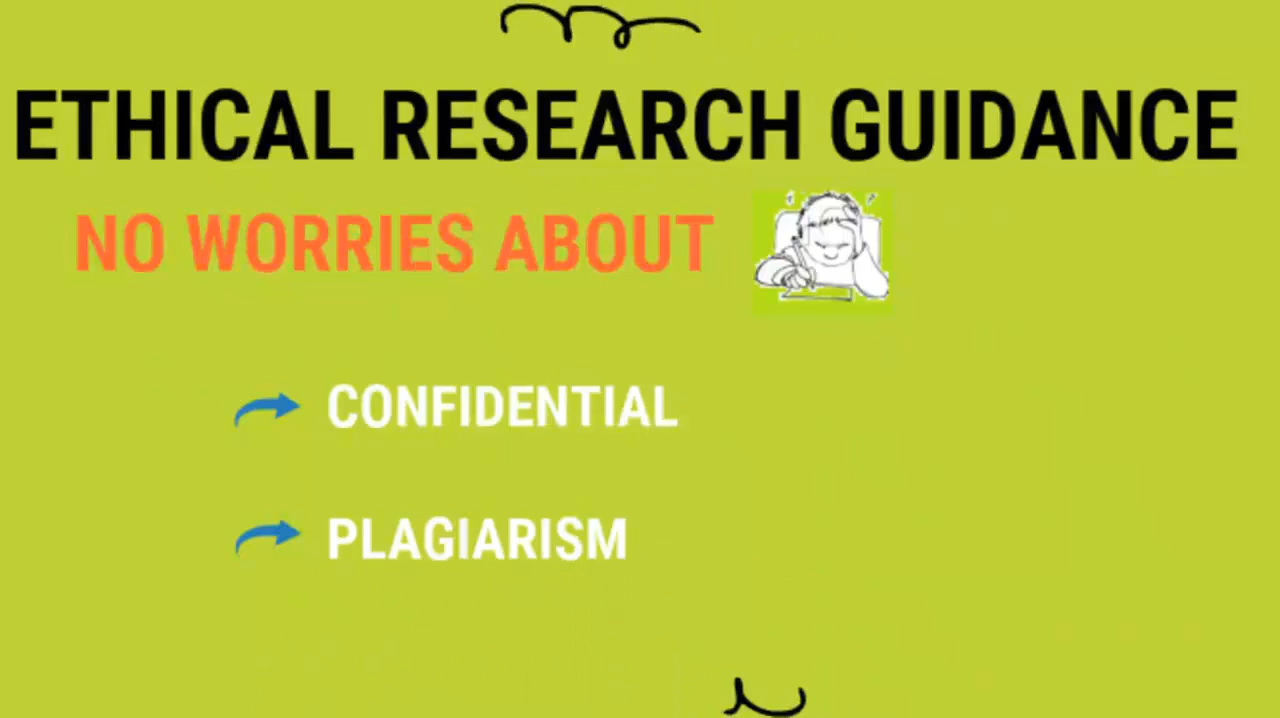 ETHICAL RESEARCH GUIDANCE
NO WORRIES ABOUT
CONFIDENTIAL
PLAGIARISM